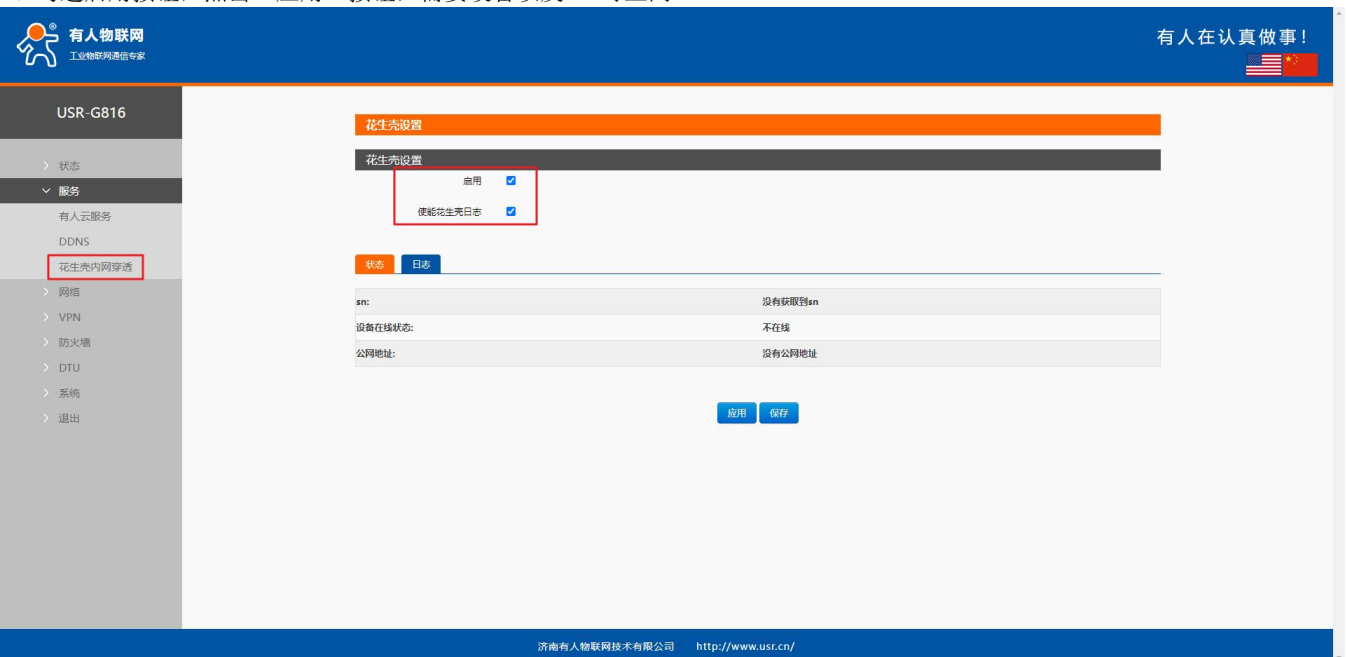 有人物联网
工业物联网通信专家
有人在认真做事!
USR-G816
状态
服务
有人云服务
DDNS
花生壳内网穿透
网络
VPN
防火墙
DTU
系统
退出
花生壳设置
花生壳设置
启用
使能花生壳日志
状态 日志
sn: 没有获取到sn
设备在线状态: 不在线
公网地址: 没有公网地址
应用 保存
济南有人物联网技术有限公司 http://www.usr.cn/